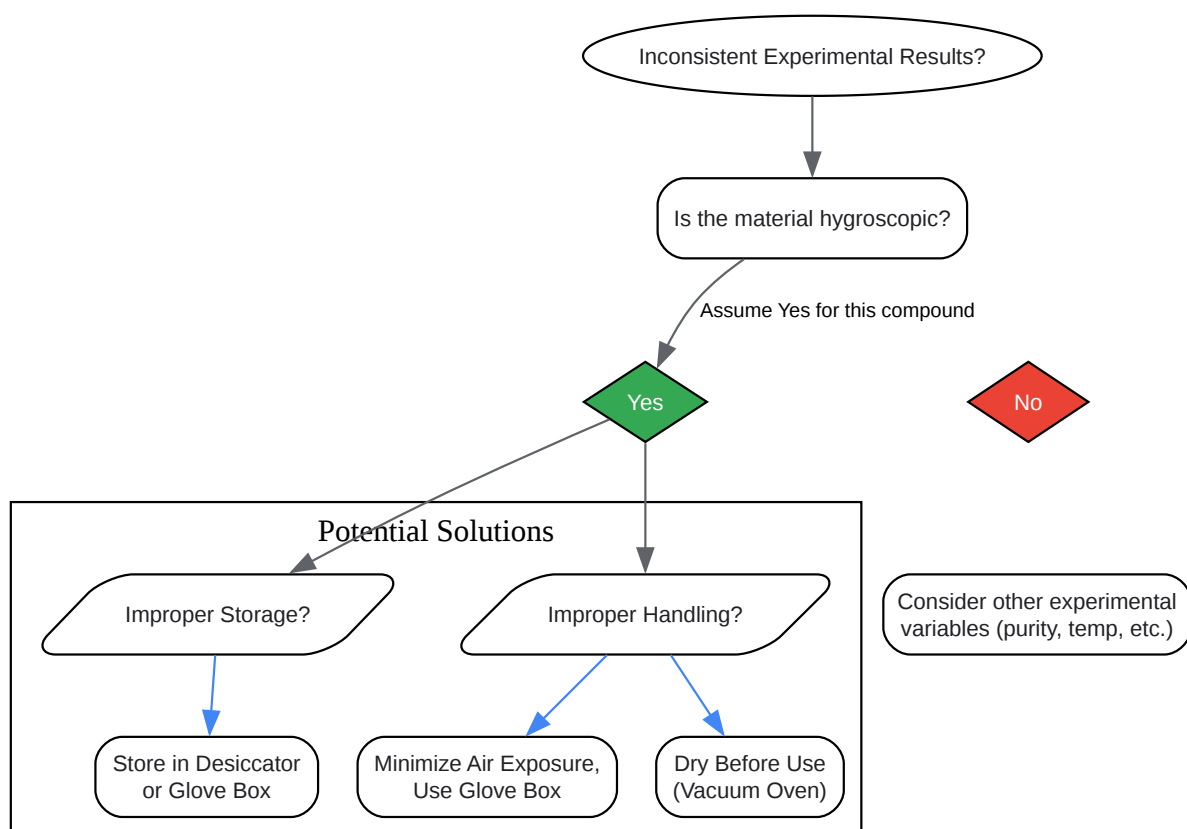 Inconsistent Experimental Results?
Is the material hygroscopic?
Assume Yes for this compound
Yes
No
Potential Solutions
Improper Storage?
Improper Handling?
Consider other experimental
variables (purity, temp, etc.)
Store in Desiccator
or Glove Box
Minimize Air Exposure,
Use Glove Box
Dry Before Use
(Vacuum Oven)